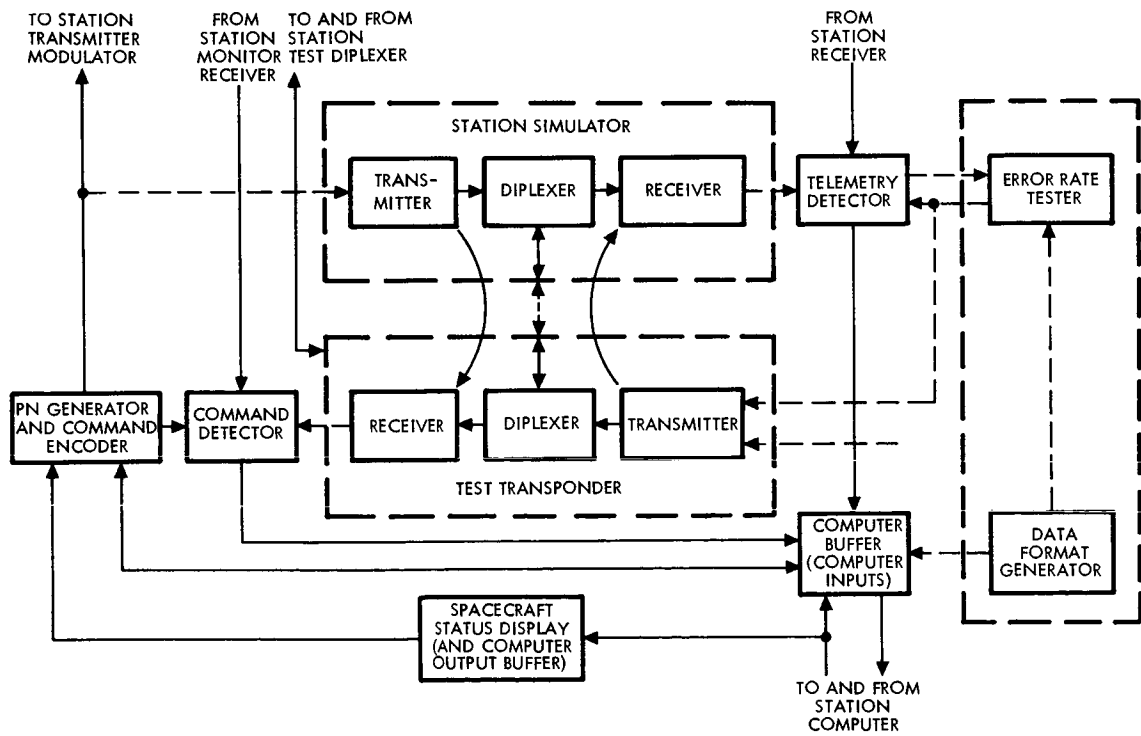 TO STATION
TRANSMITTER
MODULATOR
FROM
STATION
MONITOR
RECEIVER
TO AND FROM
STATION
TEST DIPLEXER
FROM
STATION
RECEIVER
STATION SIMULATOR
TRANS-
MITTER
DIPLEXER
RECEIVER
TELEMETRY
DETECTOR
ERROR RATE
TESTER
PN GENERATOR
AND COMMAND
ENCODER
COMMAND
DETECTOR
RECEIVER
DIPLEXER
TRANSMITTER
TEST TRANSPONDER
COMPUTER
BUFFER
(COMPUTER
INPUTS)
DATA
FORMAT
GENERATOR
SPACECRAFT
STATUS DISPLAY
(AND COMPUTER
OUTPUT BUFFER)
TO AND FROM
STATION
COMPUTER